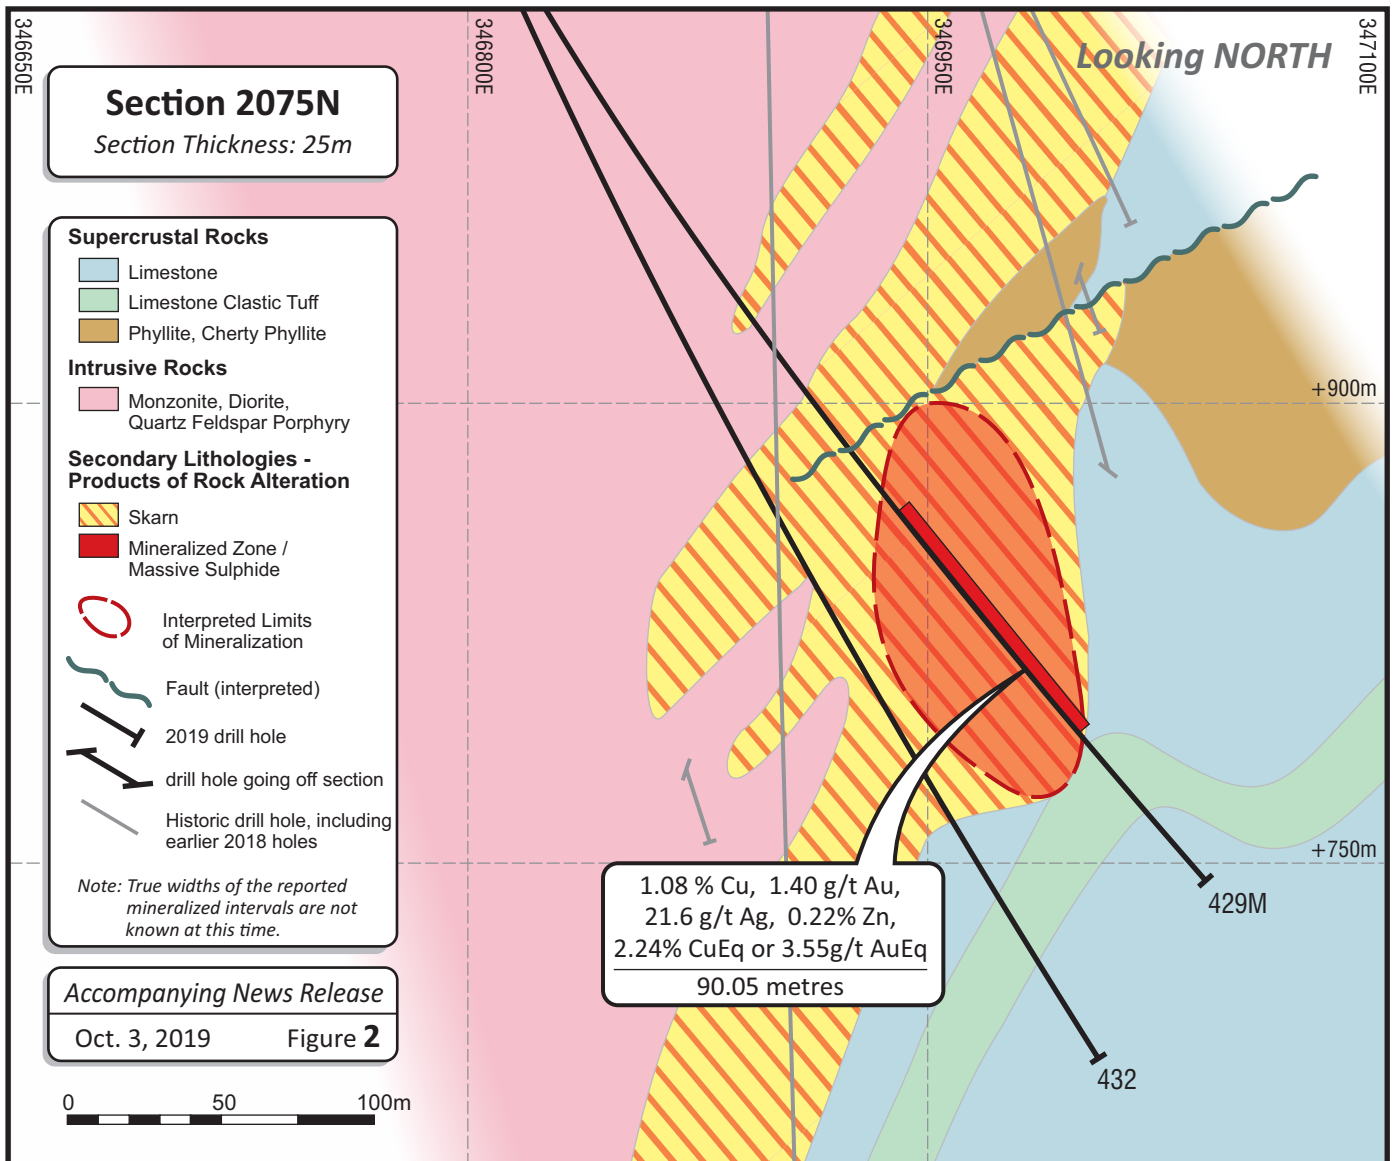 346650E
346800E
346950E
347100E
Looking NORTH
Section 2075N
Section Thickness: 25m
Supercrustal Rocks
Limestone
Limestone Clastic Tuff
Phyllite, Cherty Phyllite
Intrusive Rocks
Monzonite, Diorite,
Quartz Feldspar Porphyry
Secondary Lithologies -
Products of Rock Alteration
Skarn
Mineralized Zone /
Massive Sulphide
Interpreted Limits
of Mineralization
Fault (interpreted)
2019 drill hole
drill hole going off section
Historic drill hole, including
earlier 2018 holes
Note: True widths of the reported
mineralized intervals are not
known at this time.
Accompanying News Release
Oct. 3, 2019 Figure 2
0 50 100m
+900m
+750m
1.08 % Cu, 1.40 g/t Au,
21.6 g/t Ag, 0.22% Zn,
2.24% CuEq or 3.55g/t AuEq
90.05 metres
429M
432